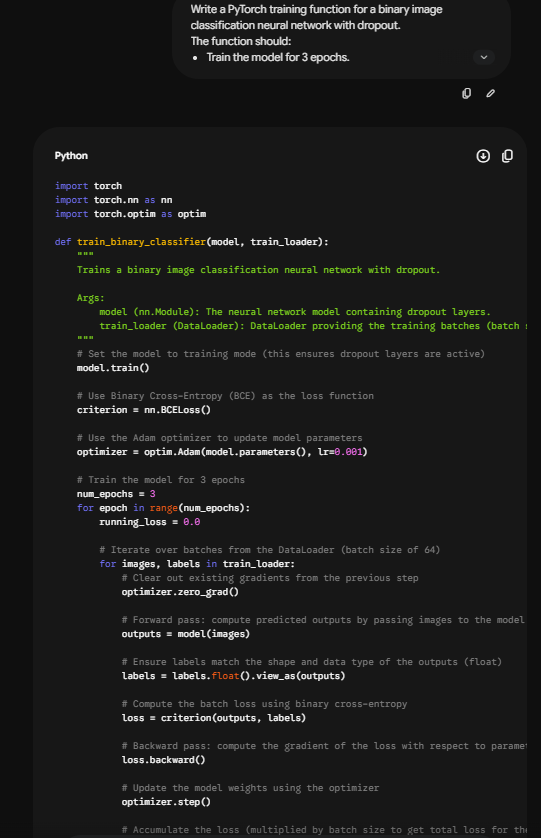 Write a PyTorch training function for a binary image
classification neural network with dropout.
The function should:
• Train the model for 3 epochs.
Python
import torch
import torch.nn as nn
import torch.optim as optim
def train_binary_classifier(model, train_loader):
"""
Trains a binary image classification neural network with dropout.
Args:
model (nn.Module): The neural network model containing dropout layers.
train_loader (DataLoader): DataLoader providing the training batches (batch
"""
# Set the model to training mode (this ensures dropout layers are active)
model.train()
# Use Binary Cross-Entropy (BCE) as the loss function
criterion = nn.BCELoss()
# Use the Adam optimizer to update model parameters
optimizer = optim.Adam(model.parameters(), lr=0.001)
# Train the model for 3 epochs
num_epochs = 3
for epoch in range(num_epochs):
running_loss = 0.0
# Iterate over batches from the DataLoader (batch size of 64)
for images, labels in train_loader:
# Clear out existing gradients from the previous step
optimizer.zero_grad()
# Forward pass: compute predicted outputs by passing images to the model
outputs = model(images)
# Ensure labels match the shape and data type of the outputs (float)
labels = labels.float().view_as(outputs)
# Compute the batch loss using binary cross-entropy
loss = criterion(outputs, labels)
# Backward pass: compute the gradient of the loss with respect to parame
loss.backward()
# Update the model weights using the optimizer
optimizer.step()
# Accumulate the loss (multiplied by batch size to get total loss for the